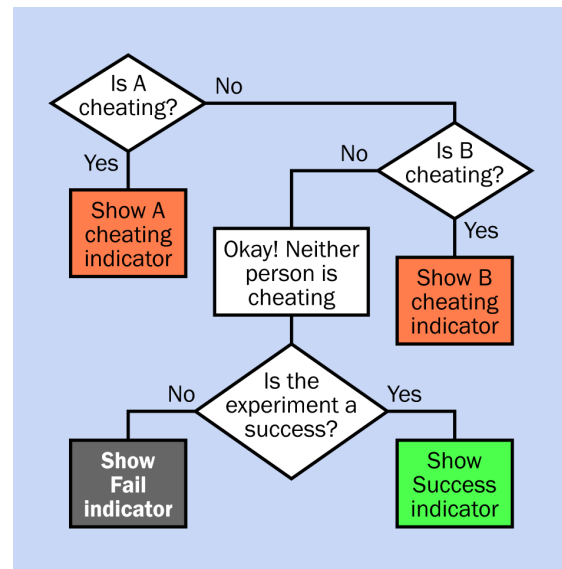 Is A
cheating?
No
Yes
Show A
cheating
indicator
Is B
cheating?
No
Yes
Okay! Neither
person is
cheating
Show B
cheating
indicator
Is the
experiment a
success?
No
Yes
Show
Fail
indicator
Show
Success
indicator